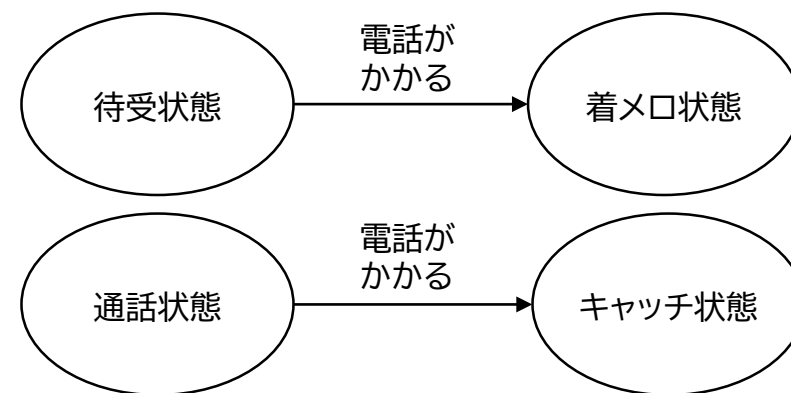 電話が
かかる
待受状態
着メロ状態
電話が
かかる
通話状態
キャッチ状態